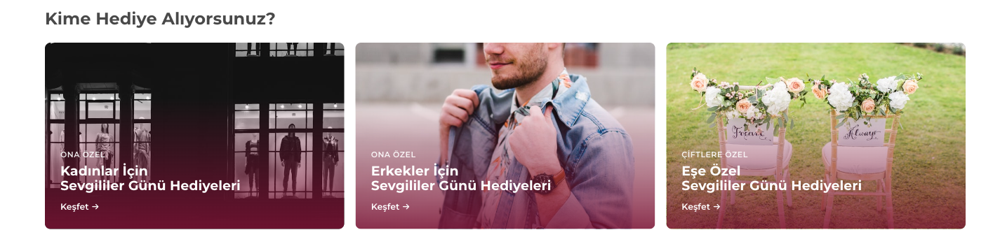 Kime Hediye Alıyorsunuz?
ONA ÖZEL
Kadınlar İçin
Sevgililer Günü Hediyeleri
Keşfet →
ONA ÖZEL
Erkekler İçin
Sevgililer Günü Hediyeleri
Keşfet →
Forever
Always
ÇİFTLERE ÖZEL
Eşe Özel
Sevgililer Günü Hediyeleri
Keşfet →